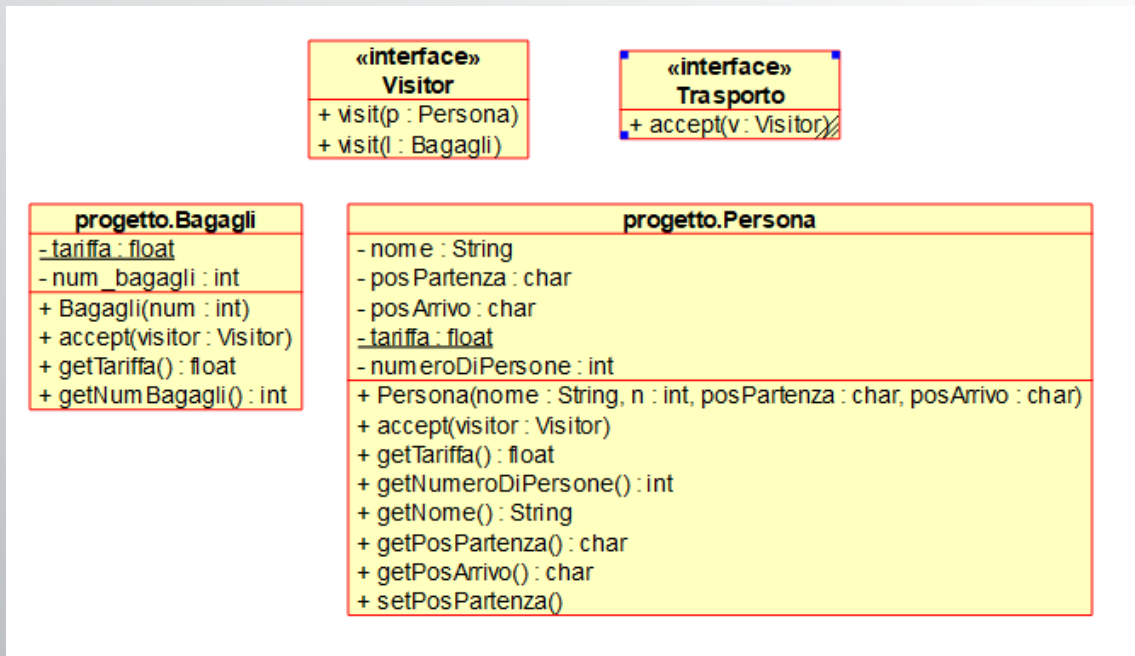 «interface»
Visitor
+ visit(p : Persona)
+ visit(l : Bagagli)
«interface»
Trasporto
+ accept(v : Visitor)
progetto.Bagagli
- tariffa : float
- num_bagagli : int
+ Bagagli(num : int)
+ accept(visitor : Visitor)
+ getTariffa() : float
+ getNumBagagli() : int
progetto.Persona
- nome : String
- posPartenza : char
- posArrivo : char
- tariffa : float
- numeroDiPersone : int
+ Persona(nome : String, n : int, posPartenza : char, posArrivo : char)
+ accept(visitor : Visitor)
+ getTariffa() : float
+ getNumeroDiPersone() : int
+ getNome() : String
+ getPosPartenza() : char
+ getPosArrivo() : char
+ setPosPartenza()